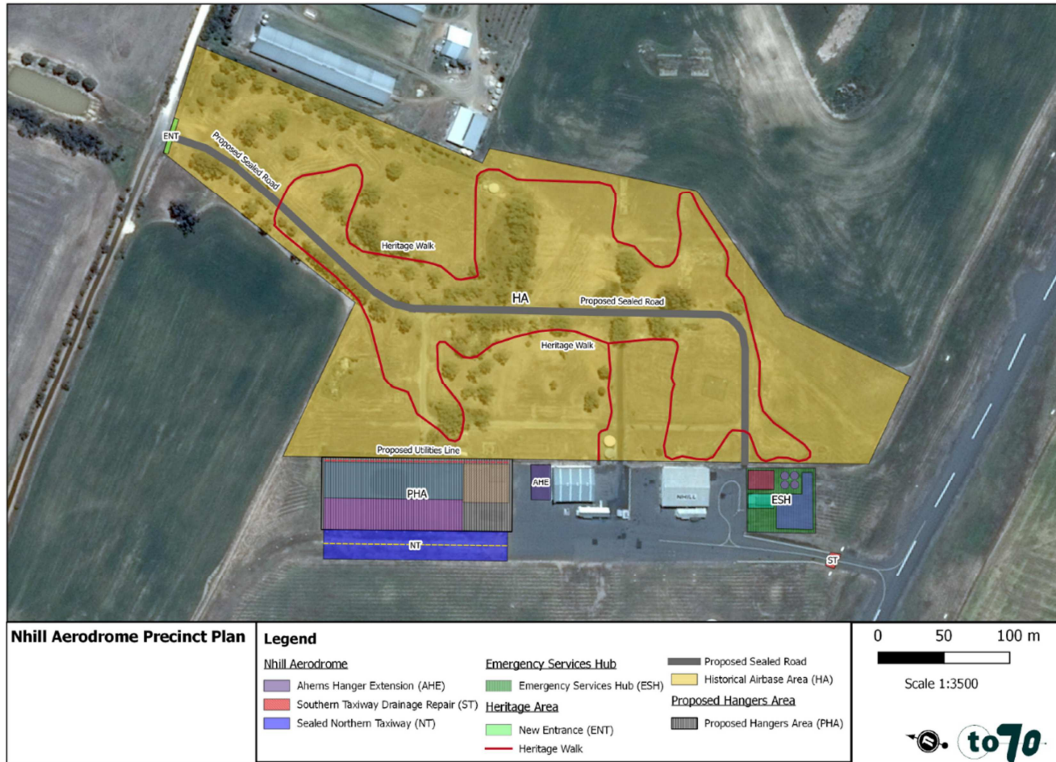 ENT
Proposed Sealed Road
Heritage Walk
HA
Proposed Sealed Road
Heritage Walk
Proposed Utilities Line
PHA
AHE
NHILL
ESH
NT
ST
Nhill Aerodrome Precinct Plan
Legend
Nhill Aerodrome
Aherns Hanger Extension (AHE)
Southern Taxiway Drainage Repair (ST)
Sealed Northern Taxiway (NT)
Emergency Services Hub
Emergency Services Hub (ESH)
Heritage Area
New Entrance (ENT)
Heritage Walk
Proposed Sealed Road
Historical Airbase Area (HA)
Proposed Hangers Area
Proposed Hangers Area (PHA)
0 50 100 m
Scale 1:3500
to70